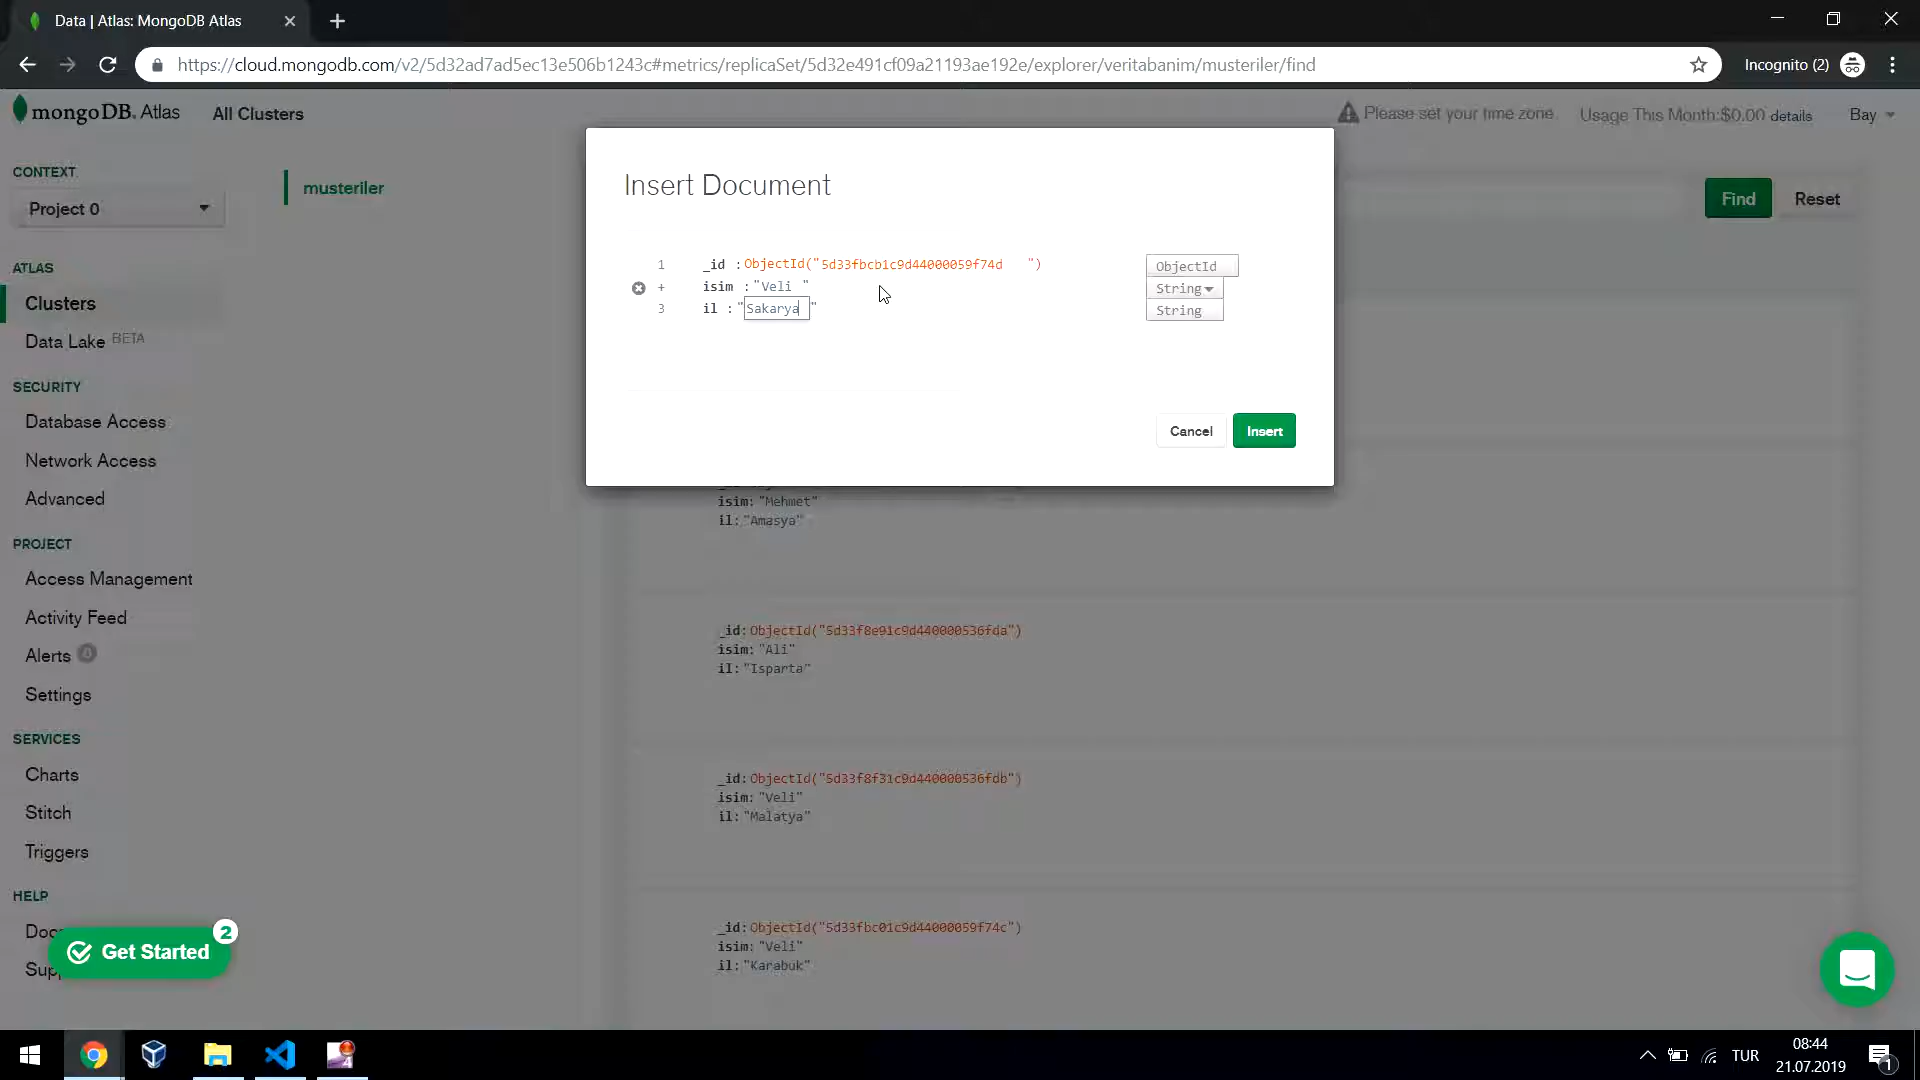 Data | Atlas: MongoDB Atlas
https://cloud.mongodb.com/v2/5d32ad7ad5ec13e506b1243c#metrics/replicaSet/5d32e491cf09a21193ae192e/explorer/veritabanim/musteriler/find
Incognito (2)
mongoDB. Atlas
All Clusters
Please set your time zone
Usage This Month:$0.00 details
Bay
CONTEXT
Project 0
musteriler
Find
Reset
Insert Document
1 _id : ObjectId("5d33fbcb1c9d44000059f74d ") ObjectId
+ isim : "Veli " String
3 il : "Sakarya" String
Cancel
Insert
ATLAS
Clusters
Data Lake BETA
SECURITY
Database Access
Network Access
Advanced
PROJECT
Access Management
Activity Feed
Alerts 0
Settings
SERVICES
Charts
Stitch
Triggers
HELP
Doc
Sup
Get Started
2
isim: "Mehmet"
il: "Amasya"
_id: ObjectId("5d33f8e91c9d440000536fda")
isim: "Ali"
il: "Isparta"
_id: ObjectId("5d33f8f31c9d440000536fdb")
isim: "Veli"
il: "Malatya"
_id: ObjectId("5d33fbc01c9d44000059f74c")
isim: "Veli"
il: "Karabuk"
4
TUR
08:44
21.07.2019
1